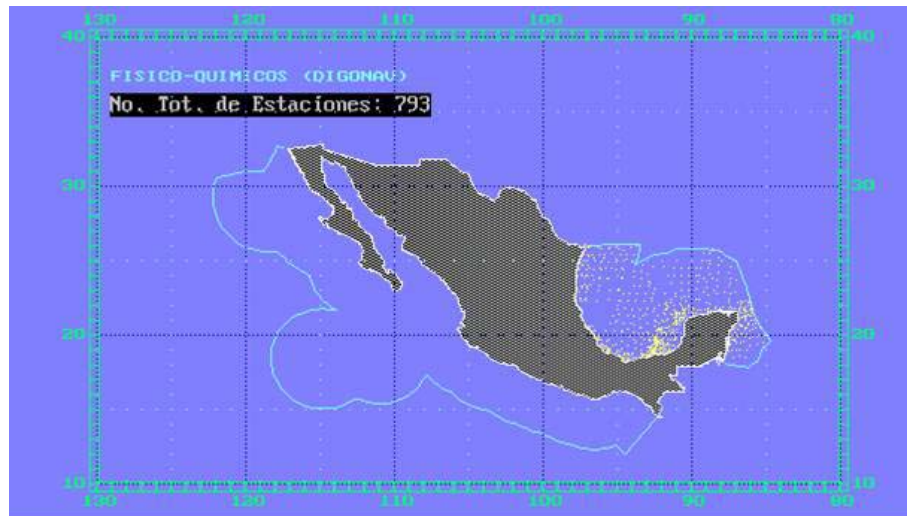 130 120 110 100 90 80
40 40
FISICO-QUIMICOS (DIGONAV)
No. Tot. de Estaciones: 793
30 30
20 20
10 10
130 120 110 100 90 80